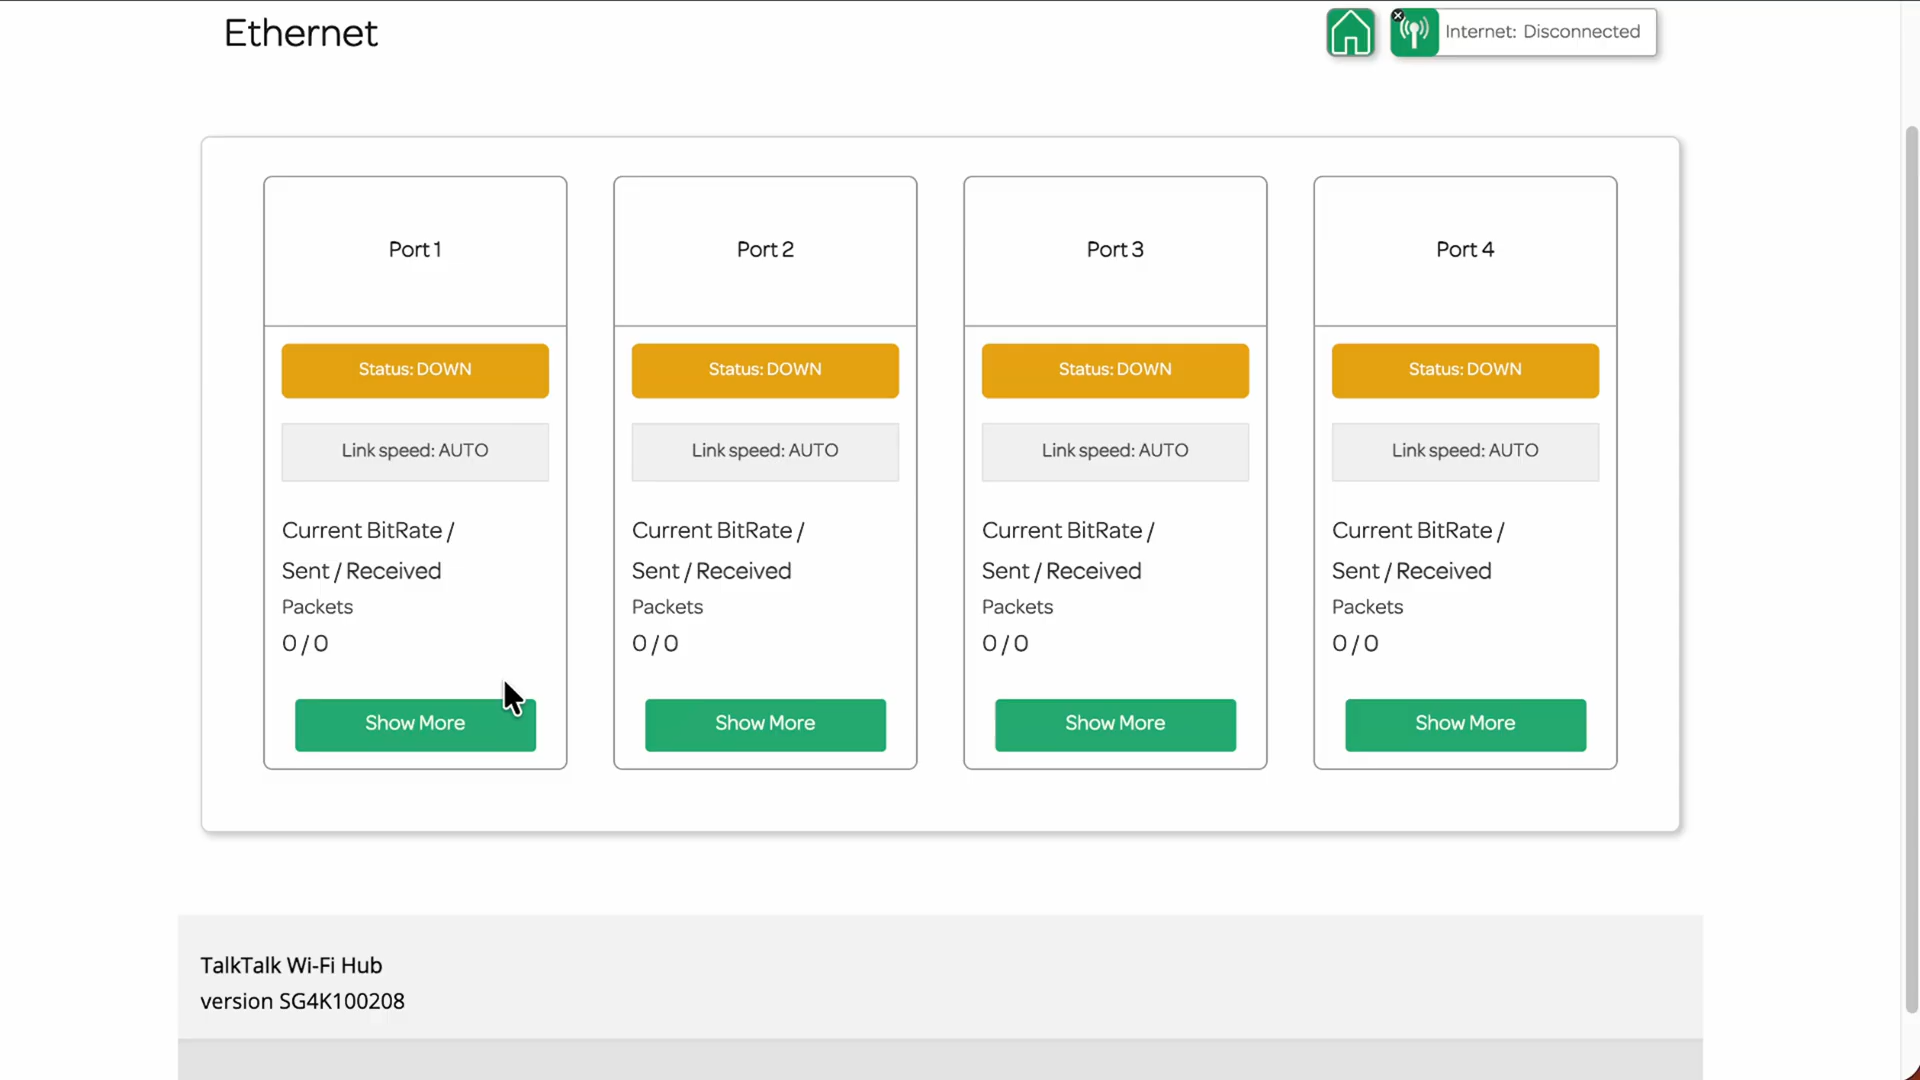 Ethernet
Internet: Disconnected
Port 1
Port 2
Port 3
Port 4
Status: DOWN
Status: DOWN
Status: DOWN
Status: DOWN
Link speed: AUTO
Link speed: AUTO
Link speed: AUTO
Link speed: AUTO
Current BitRate /
Sent / Received
Packets
0 / 0
Current BitRate /
Sent / Received
Packets
0 / 0
Current BitRate /
Sent / Received
Packets
0 / 0
Current BitRate /
Sent / Received
Packets
0 / 0
Show More
Show More
Show More
Show More
TalkTalk Wi-Fi Hub
version SG4K100208